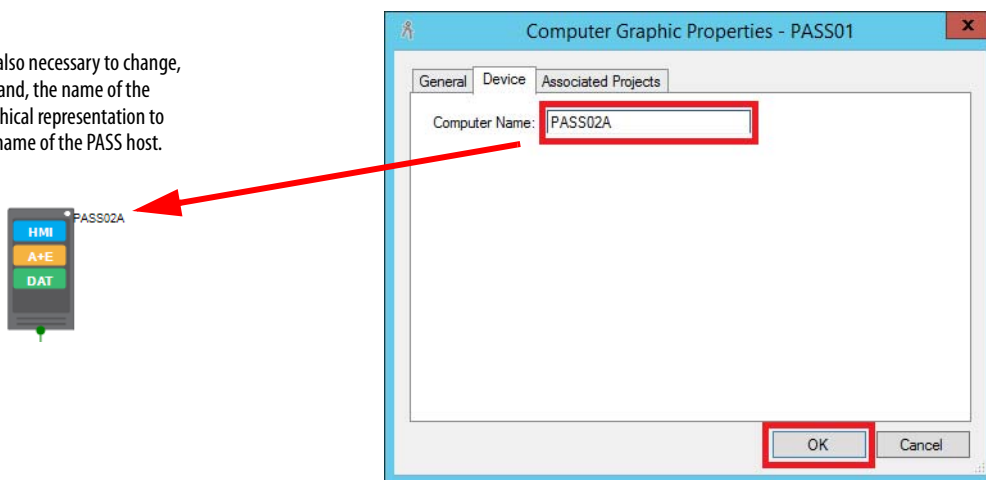 also necessary to change,
and, the name of the
hical representation to
name of the PASS host.
PASS02A
HMI
A+E
DAT
Computer Graphic Properties - PASS01
x
General Device Associated Projects
Computer Name: PASS02A
OK Cancel